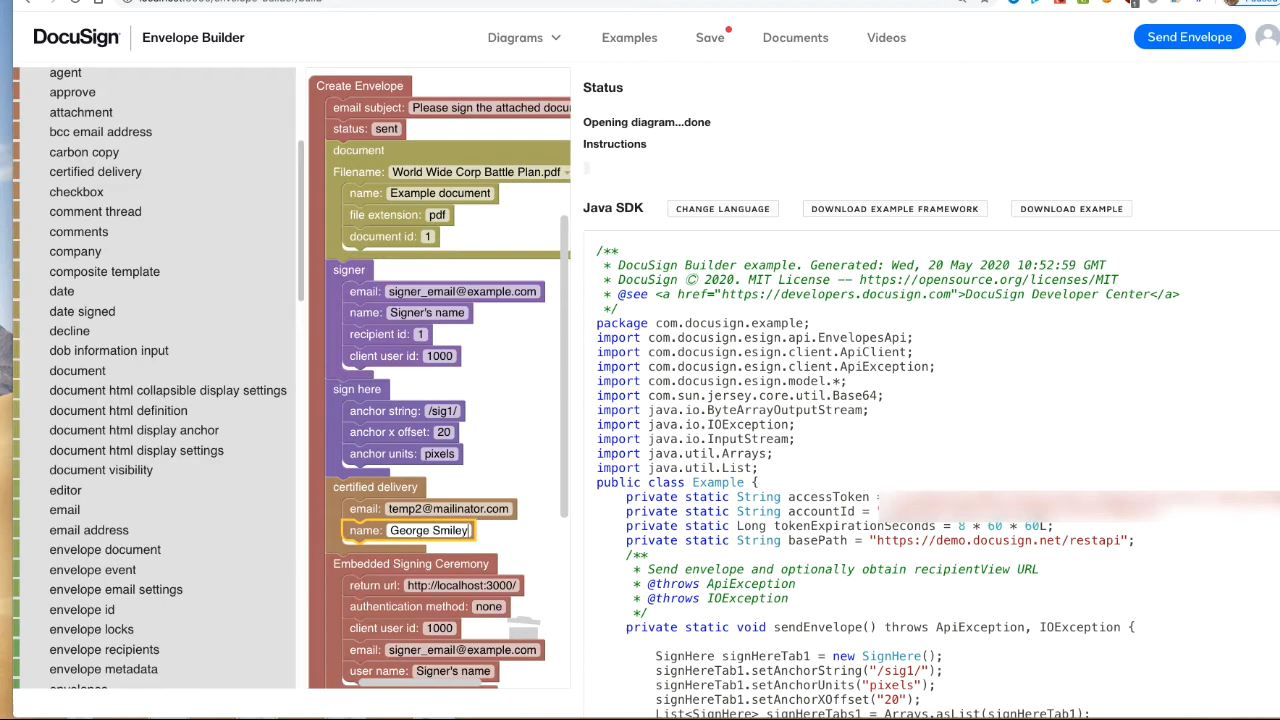 DocuSign
Envelope Builder
Diagrams
Examples
Save
Documents
Videos
Send Envelope
agent
approve
attachment
bcc email address
carbon copy
certified delivery
checkbox
comment thread
comments
company
composite template
date
date signed
decline
dob information input
document
document html collapsible display settings
document html definition
document html display anchor
document html display settings
document visibility
editor
email
email address
envelope document
envelope event
envelope email settings
envelope id
envelope locks
envelope recipients
envelope metadata
Create Envelope
email subject: Please sign the attached docu
status: sent
document
Filename: World Wide Corp Battle Plan.pdf
name: Example document
file extension: pdf
document id: 1
signer
email: signer_email@example.com
name: Signer's name
recipient id: 1
client user id: 1000
sign here
anchor string: /sig1/
anchor x offset: 20
anchor units: pixels
certified delivery
email: temp2@mailinator.com
name: George Smiley
Embedded Signing Ceremony
return url: http://localhost:3000/
authentication method: none
client user id: 1000
email: signer_email@example.com
user name: Signer's name
Status
Opening diagram...done
Instructions
Java SDK
CHANGE LANGUAGE
DOWNLOAD EXAMPLE FRAMEWORK
DOWNLOAD EXAMPLE
/**
* DocuSign Builder example. Generated: Wed, 20 May 2020 10:52:59 GMT
* DocuSign © 2020. MIT License -- https://opensource.org/licenses/MIT
* @see <a href="https://developers.docusign.com">DocuSign Developer Center</a>
*/
package com.docusign.example;
import com.docusign.esign.api.EnvelopesApi;
import com.docusign.esign.client.ApiClient;
import com.docusign.esign.client.ApiException;
import com.docusign.esign.model.*;
import com.sun.jersey.core.util.Base64;
import java.io.ByteArrayOutputStream;
import java.io.IOException;
import java.io.InputStream;
import java.util.Arrays;
import java.util.List;
public class Example {
private static String accessToken =
private static String accountId =
private static Long tokenExpirationSeconds = 8 * 60 * 60L;
private static String basePath = "https://demo.docusign.net/restapi";
/**
* Send envelope and optionally obtain recipientView URL
* @throws ApiException
* @throws IOException
*/
private static void sendEnvelope() throws ApiException, IOException {
SignHere signHereTab1 = new SignHere();
signHereTab1.setAnchorString("/sig1/");
signHereTab1.setAnchorUnits("pixels");
signHereTab1.setAnchorXOffset("20");
List<SignHere> signHereTabs1 = Arrays.asList(signHereTab1);